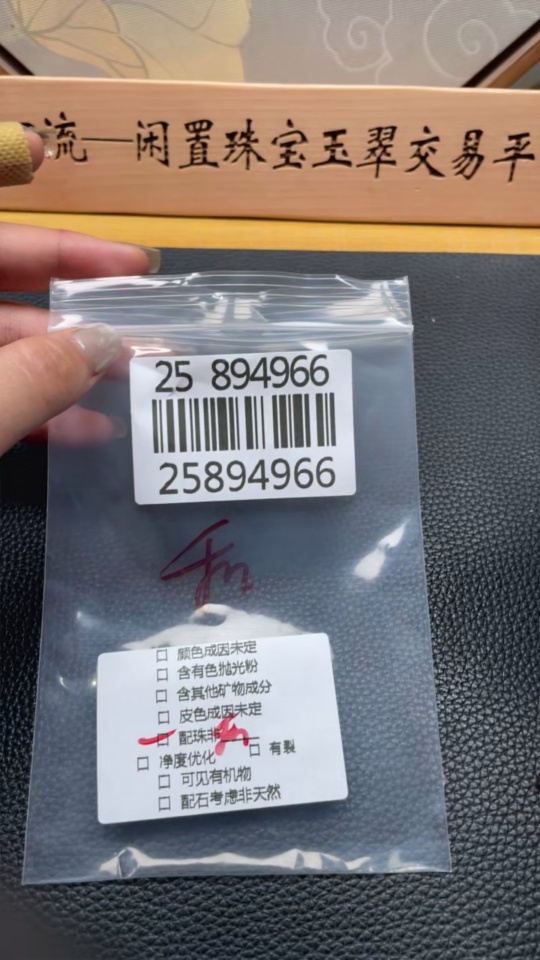 流一闲置珠宝玉翠交易平
25 894966
25894966
和
□ 颜色成因未定
□ 含有色抛光粉
□ 含其他矿物成分
□ 皮色成因未定
□ 配珠非 和
□ 净度优化 □ 有裂
□ 可见有机物
□ 配石考虑非天然